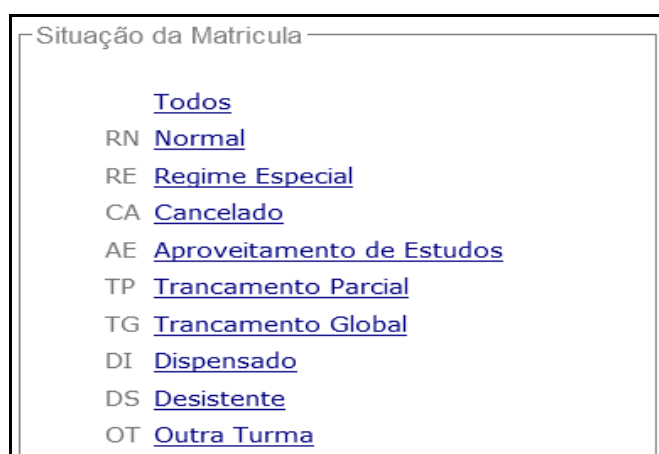 Situação da Matricula
Todos
RN Normal
RE Regime Especial
CA Cancelado
AE Aproveitamento de Estudos
TP Trancamento Parcial
TG Trancamento Global
DI Dispensado
DS Desistente
OT Outra Turma